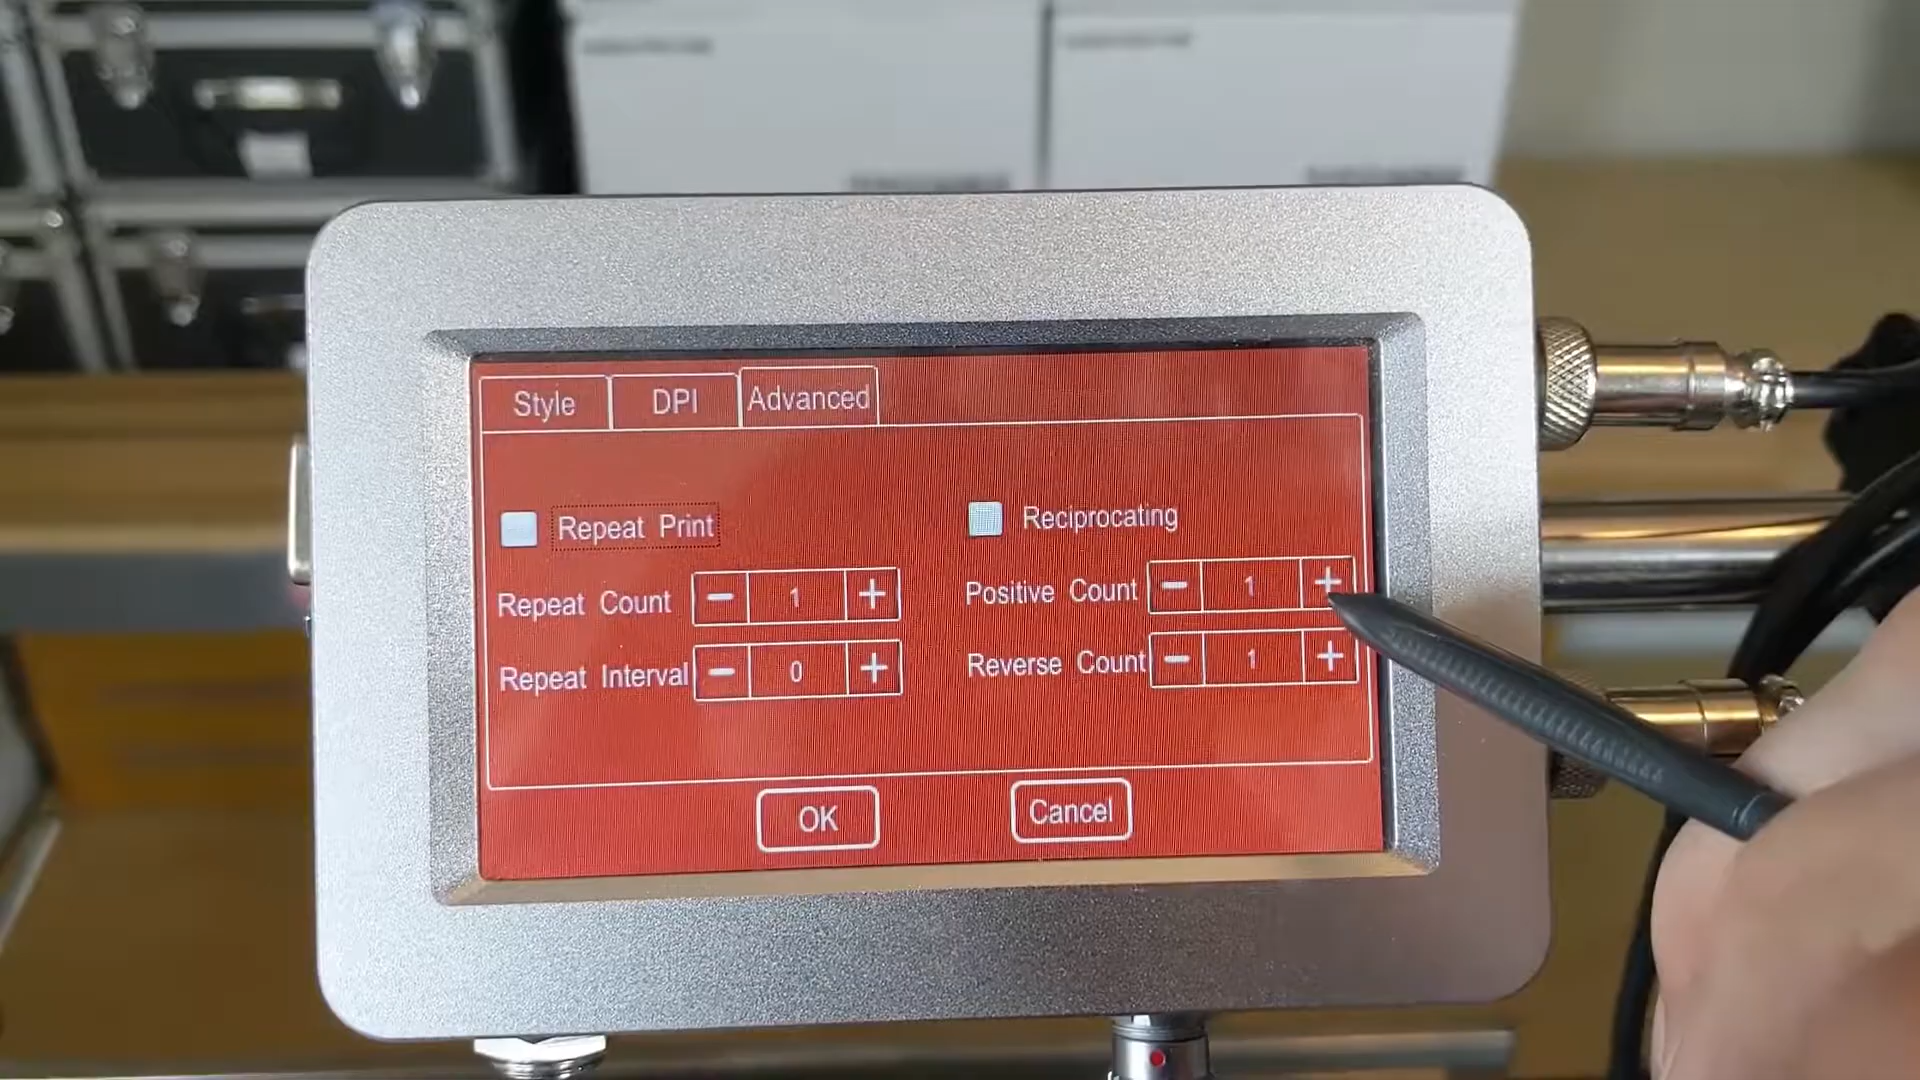 Style DPI Advanced
Repeat Print Reciprocating
Repeat Count − 1 + Positive Count − 1 +
Repeat Interval − 0 + Reverse Count − 1 +
OK Cancel